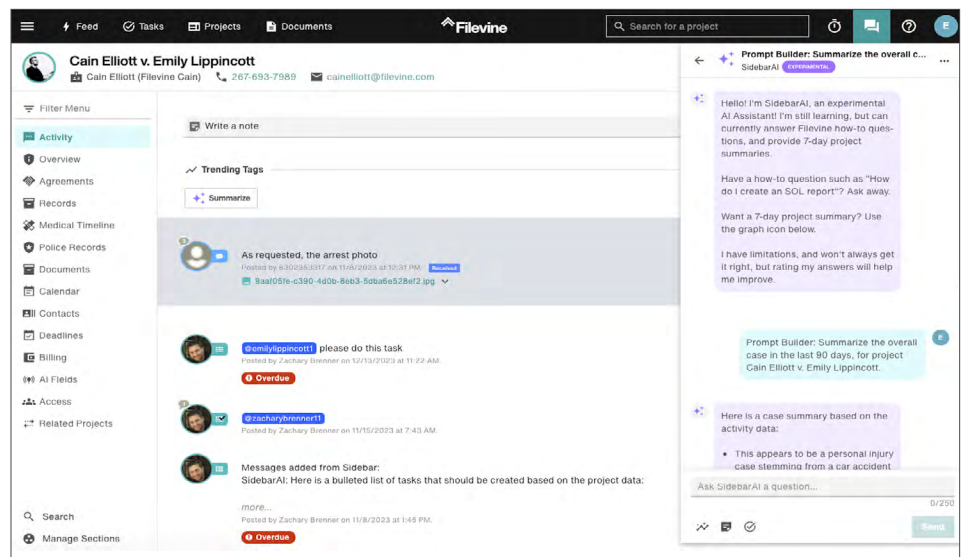 Feed
Tasks
Projects
Documents
Filevine
Search for a project
E
Cain Elliott v. Emily Lippincott
Cain Elliott (Filevine Cain)
267-693-7989
cainelliott@filevine.com
Filter Menu
Activity
Overview
Agreements
Records
Medical Timeline
Police Records
Documents
Calendar
Contacts
Deadlines
Billing
AI Fields
Access
Related Projects
Search
Manage Sections
Write a note
Trending Tags
Summarize
As requested, the arrest photo
Posted by 6302353317 on 11/6/2023 at 12:31 PM.
Received
@emilylippincott1 please do this task
Posted by Zachary Brenner on 12/13/2023 at 11:22 AM.
Overdue
@zacharybrenner11
Posted by Zachary Brenner on 11/15/2023 at 7:43 AM.
Messages added from Sidebar:
SidebarAI: Here is a bulleted list of tasks that should be created based on the project data:
more...
Posted by Zachary Brenner on 11/8/2023 at 1:45 PM.
Overdue
Prompt Builder: Summarize the overall c...
SidebarAI EXPERIMENTAL
Hello! I'm SidebarAI, an experimental
AI Assistant! I'm still learning, but can
currently answer Filevine how-to ques-
tions, and provide 7-day project
summaries.
Have a how-to question such as "How
do I create an SOL report"? Ask away.
Want a 7-day project summary? Use
the graph icon below.
I have limitations, and won't always get
it right, but rating my answers will help
me improve.
E
Prompt Builder: Summarize the overall
case in the last 90 days, for project
Cain Elliott v. Emily Lippincott.
Here is a case summary based on the
activity data:
• This appears to be a personal injury
case stemming from a car accident
Ask SidebarAI a question...
0/250
Send